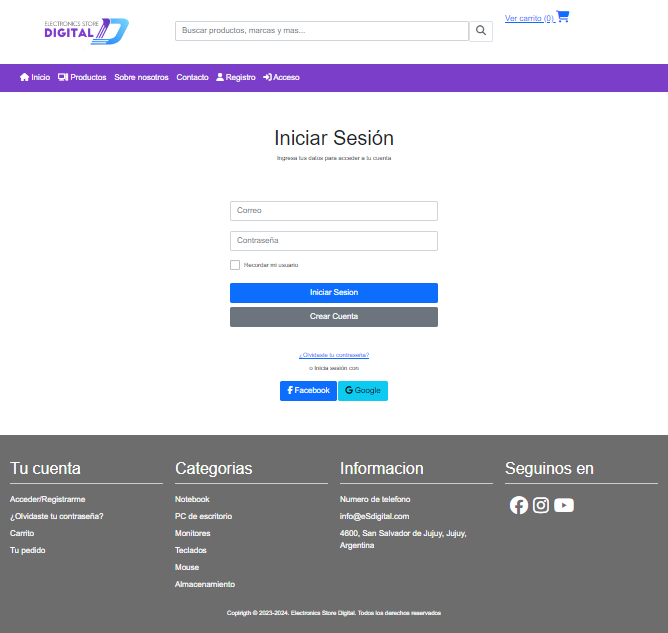 ELECTRONICS STORE
DIGITAL
Buscar productos, marcas y mas...
Ver carrito (0)
Inicio Productos Sobre nosotros Contacto Registro Acceso
Iniciar Sesión
Ingresa tus datos para acceder a tu cuenta
Correo
Contraseña
Recordar mi usuario
Iniciar Sesion
Crear Cuenta
¿Olvidaste tu contraseña?
o Inicia sesión con
Facebook Google
Tu cuenta
Acceder/Registrarme
¿Olvidaste tu contraseña?
Carrito
Tu pedido
Categorias
Notebook
PC de escritorio
Monitores
Teclados
Mouse
Almacenamiento
Informacion
Numero de telefono
info@eSdigital.com
4600, San Salvador de Jujuy, Jujuy,
Argentina
Seguinos en
Copirigth © 2023-2024. Electronics Store Digital. Todos los derechos reservados